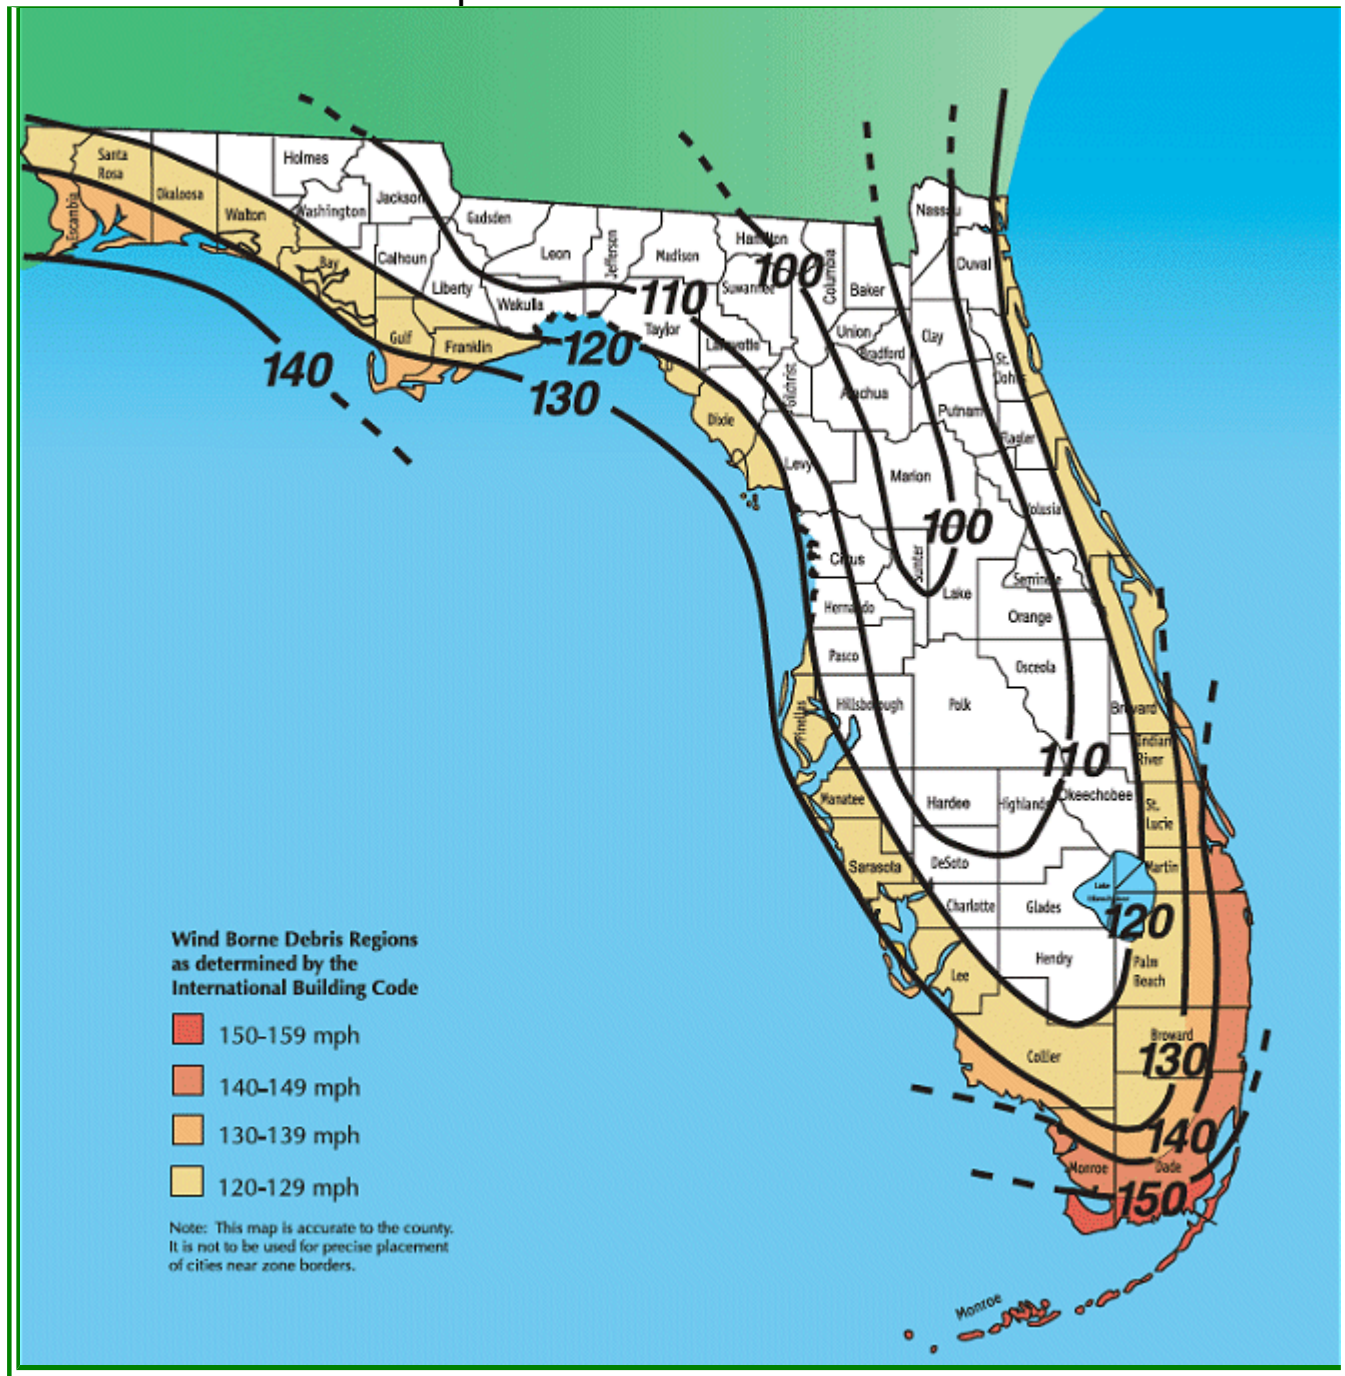 Holmes
Santa
Rosa
Okaloosa
Walton
Washington
Jackson
Escambia
Bay
Calhoun
Gadsden
Leon
Jefferson
Madison
Hamilton
Liberty
Wakulla
Gulf
Franklin
Taylor
Suwannee
Columbia
Baker
Nassau
Duval
Lafayette
Union
Bradford
Clay
St.
Johns
Gilchrist
Alachua
Putnam
Flagler
Dixie
Levy
Marion
Volusia
Citrus
Sumter
Lake
Seminole
Hernando
Orange
Pasco
Osceola
Pinellas
Hillsborough
Polk
Brevard
Indian
River
Manatee
Hardee
Highlands
Okeechobee
St.
Lucie
Sarasota
DeSoto
Martin
Lake
Charlotte
Glades
Lee
Hendry
Palm
Beach
Collier
Broward
Monroe
Dade
Monroe
100
110
120
130
140
100
110
120
130
140
150
Wind Borne Debris Regions
as determined by the
International Building Code
150-159 mph
140-149 mph
130-139 mph
120-129 mph
Note: This map is accurate to the county.
It is not to be used for precise placement
of cities near zone borders.